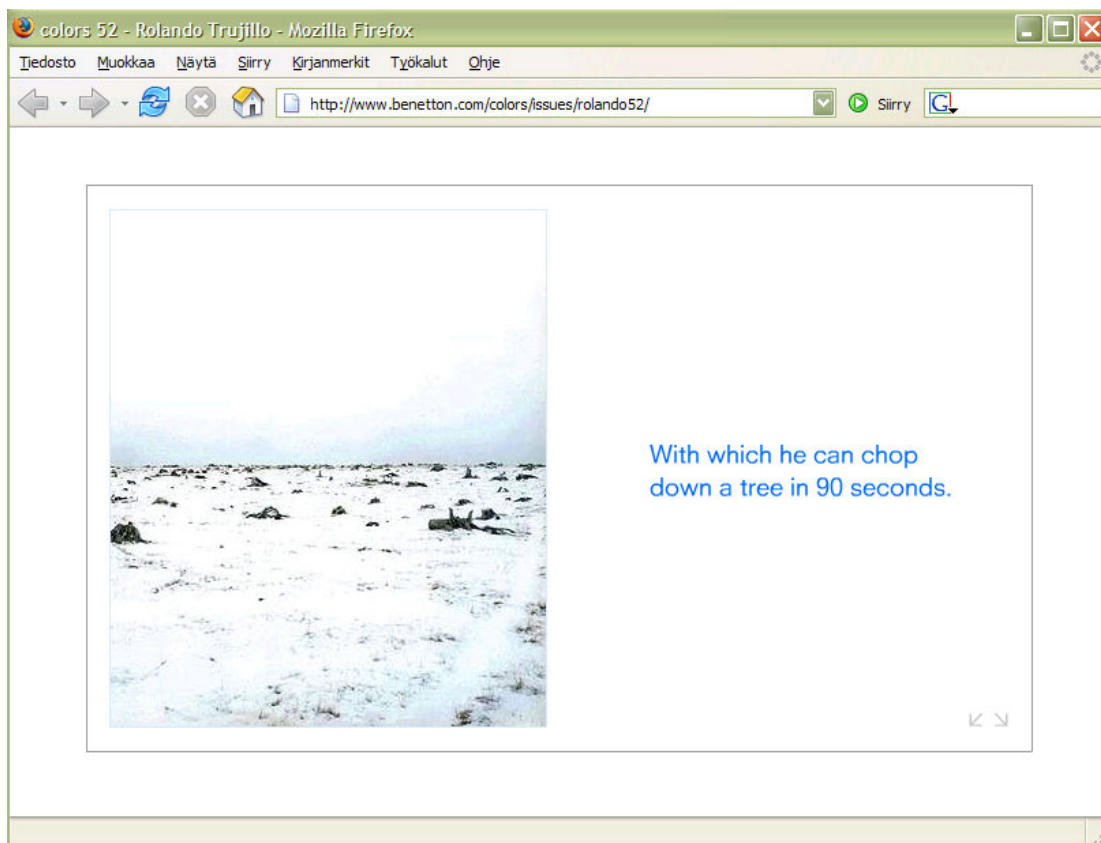 colors 52 - Rolando Trujillo - Mozilla Firefox
Tiedosto Muokkaa Näytä Siirry Kirjanmerkit Työkalut Ohje
http://www.benetton.com/colors/issues/rolando52/ Siirry G
With which he can chop
down a tree in 90 seconds.